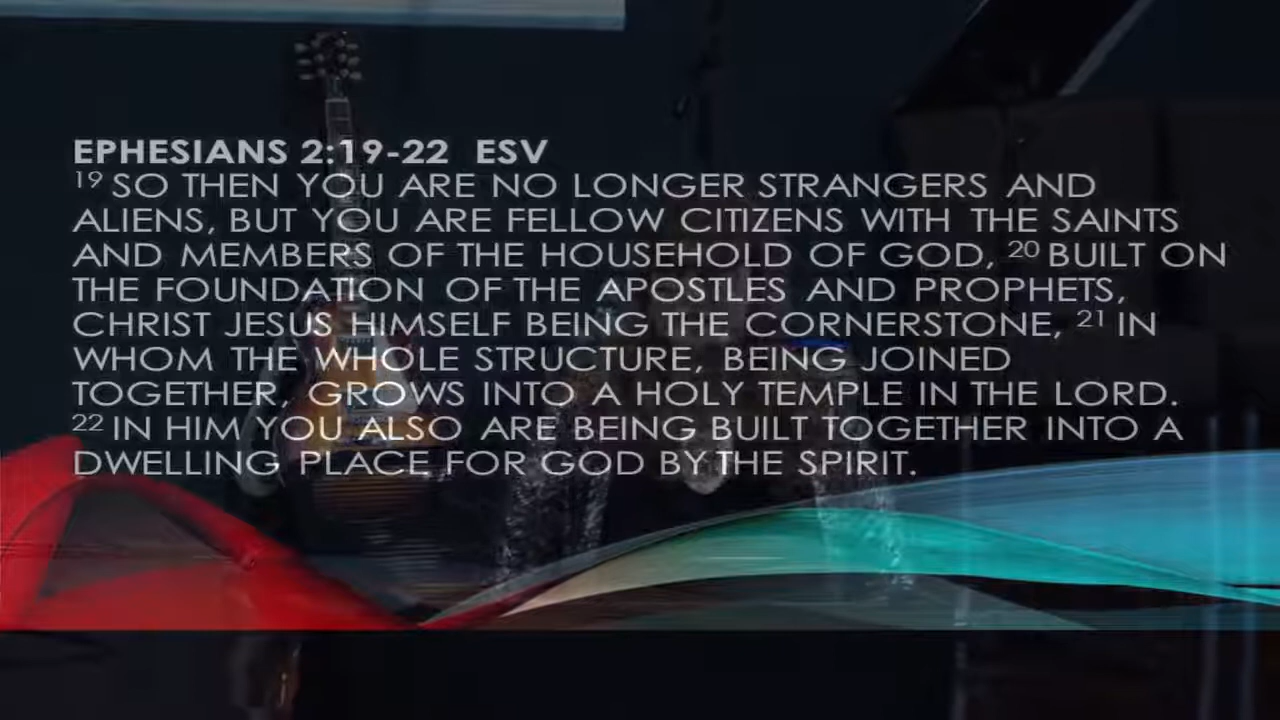 EPHESIANS 2:19-22 ESV
19 SO THEN YOU ARE NO LONGER STRANGERS AND
ALIENS, BUT YOU ARE FELLOW CITIZENS WITH THE SAINTS
AND MEMBERS OF THE HOUSEHOLD OF GOD, 20 BUILT ON
THE FOUNDATION OF THE APOSTLES AND PROPHETS,
CHRIST JESUS HIMSELF BEING THE CORNERSTONE, 21 IN
WHOM THE WHOLE STRUCTURE, BEING JOINED
TOGETHER, GROWS INTO A HOLY TEMPLE IN THE LORD.
22 IN HIM YOU ALSO ARE BEING BUILT TOGETHER INTO A
DWELLING PLACE FOR GOD BY THE SPIRIT.